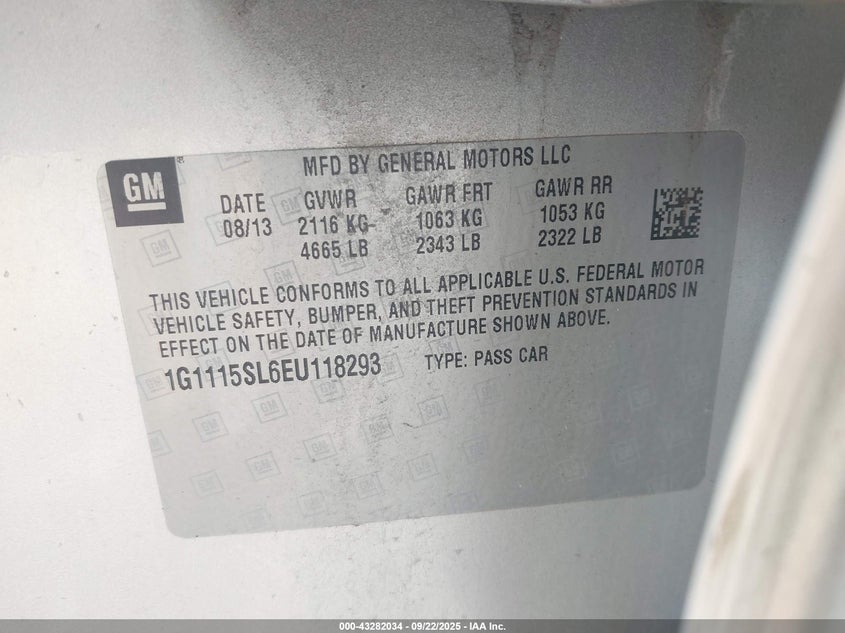 GM
MFD BY GENERAL MOTORS LLC
DATE GVWR GAWR FRT GAWR RR
08/13 2116 KG 1063 KG 1053 KG
4665 LB 2343 LB 2322 LB
THIS VEHICLE CONFORMS TO ALL APPLICABLE U.S. FEDERAL MOTOR
VEHICLE SAFETY, BUMPER, AND THEFT PREVENTION STANDARDS IN
EFFECT ON THE DATE OF MANUFACTURE SHOWN ABOVE.
1G1115SL6EU118293 TYPE: PASS CAR
000-43282034 - 09/22/2025 - IAA Inc.